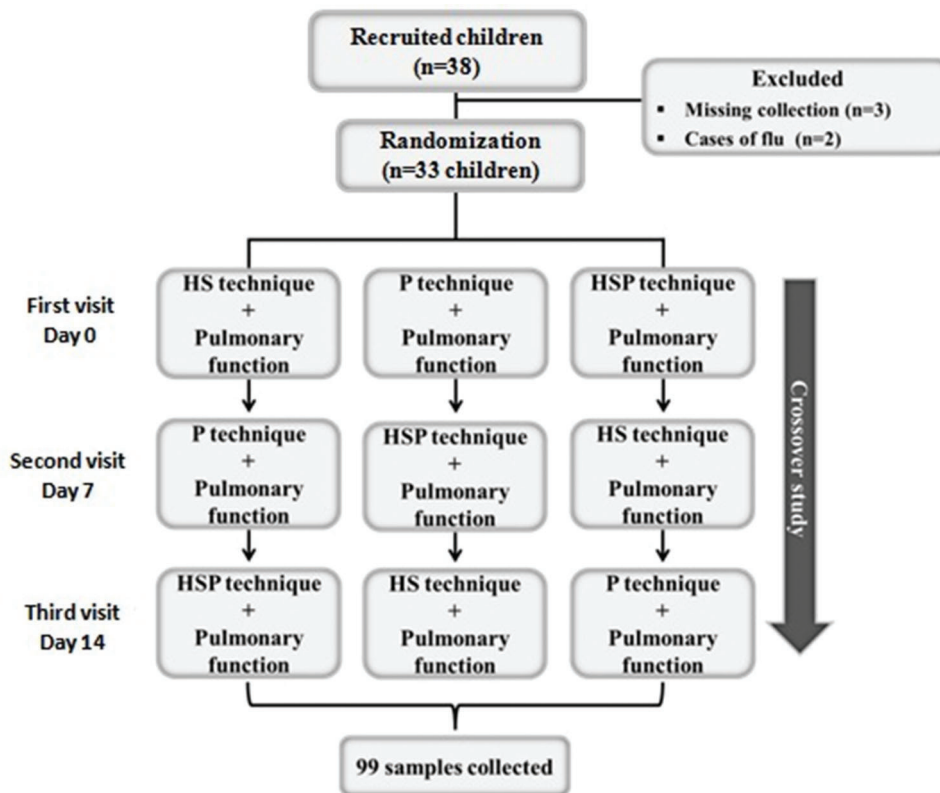 Recruited children
(n=38)
Excluded
▪ Missing collection (n=3)
▪ Cases of flu (n=2)
Randomization
(n=33 children)
First visit
Day 0
HS technique
+
Pulmonary
function
P technique
+
Pulmonary
function
HSP technique
+
Pulmonary
function
Second visit
Day 7
P technique
+
Pulmonary
function
HSP technique
+
Pulmonary
function
HS technique
+
Pulmonary
function
Third visit
Day 14
HSP technique
+
Pulmonary
function
HS technique
+
Pulmonary
function
P technique
+
Pulmonary
function
Crossover study
99 samples collected